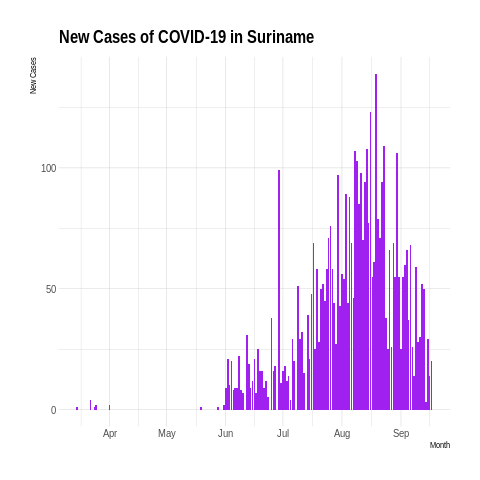 New Cases of COVID-19 in Suriname
New Cases
100
50
0
Apr May Jun Jul Aug Sep
Month